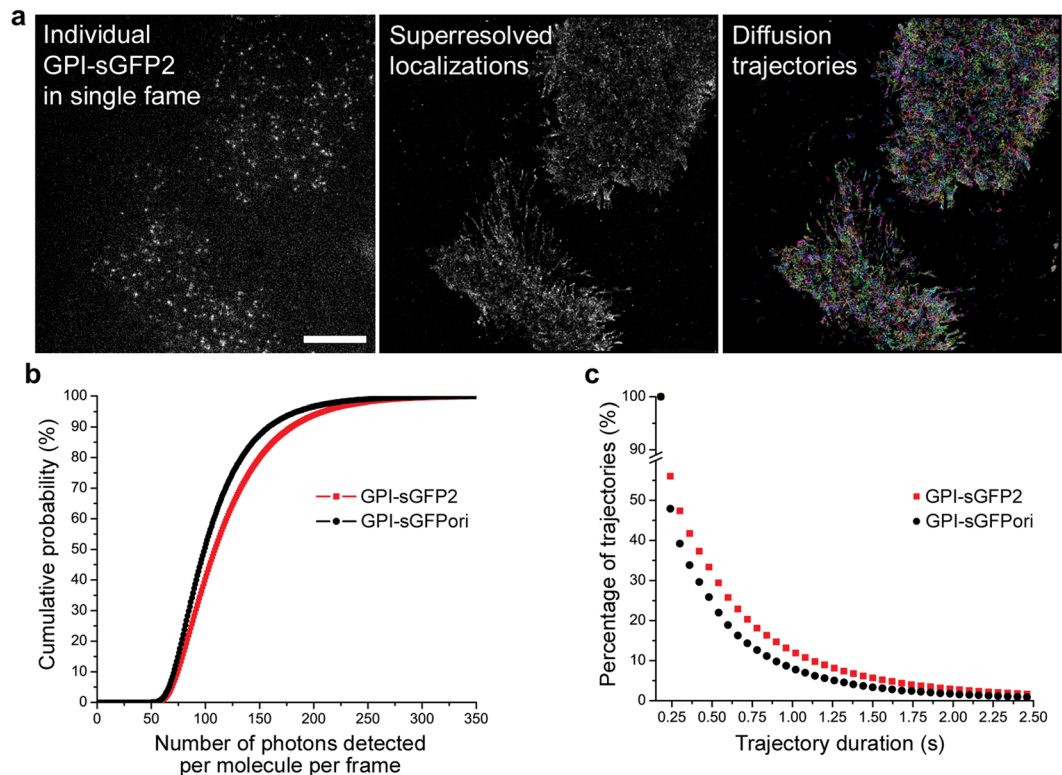 a
Individual
GPI-sGFP2
in single fame
Superresolved
localizations
Diffusion
trajectories
b
100
90
80
70
60
50
40
30
20
10
0
0 50 100 150 200 250 300 350
Cumulative probability (%)
Number of photons detected
per molecule per frame
GPI-sGFP2
GPI-sGFPori
c
100
90
50
40
30
20
10
0
0.25 0.50 0.75 1.00 1.25 1.50 1.75 2.00 2.25 2.50
Percentage of trajectories (%)
Trajectory duration (s)
GPI-sGFP2
GPI-sGFPori